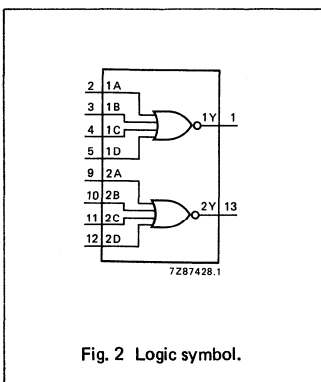 2 1A
3 1B
4 1C
5 1D
1Y 1
9 2A
10 2B
11 2C
12 2D
2Y 13
7Z87428.1
Fig. 2 Logic symbol.